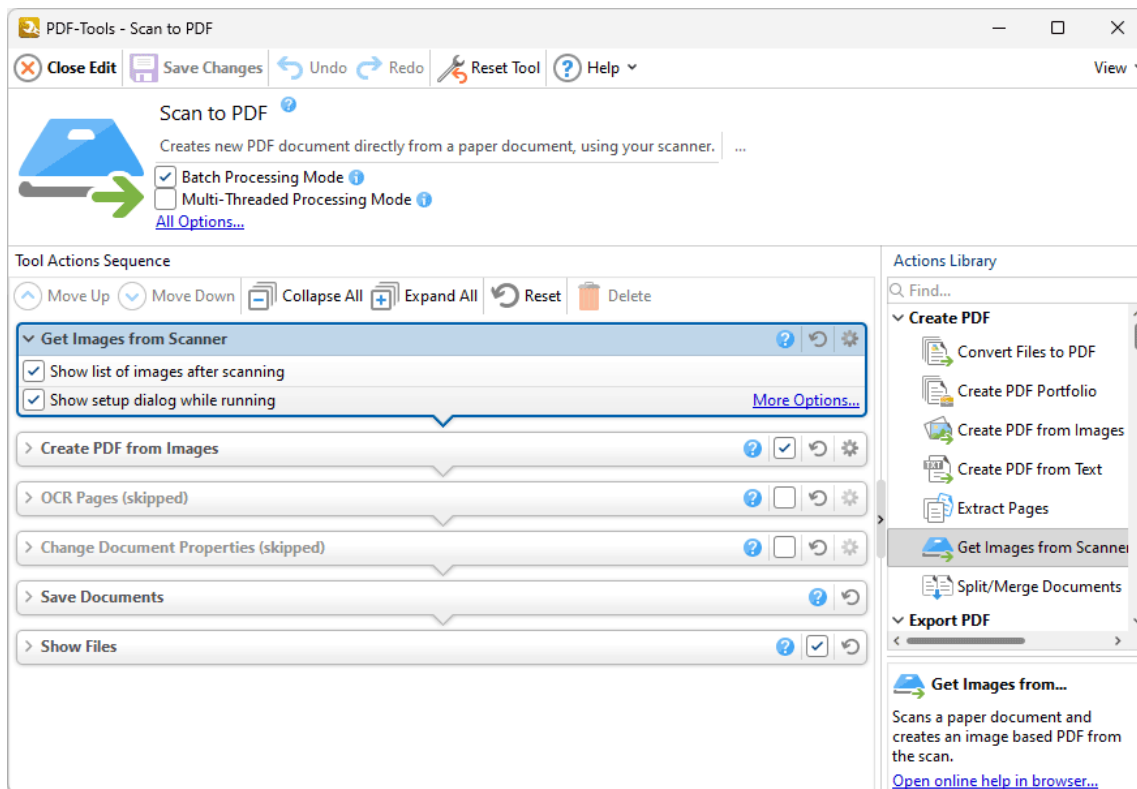 PDF-Tools - Scan to PDF
Close Edit Save Changes Undo Redo Reset Tool ? Help View
Scan to PDF ?
Creates new PDF document directly from a paper document, using your scanner. ...
Batch Processing Mode i
Multi-Threaded Processing Mode i
All Options...
Tool Actions Sequence
Move Up Move Down Collapse All Expand All Reset Delete
Get Images from Scanner ?
Show list of images after scanning
Show setup dialog while running More Options...
Create PDF from Images ?
OCR Pages (skipped) ?
Change Document Properties (skipped) ?
Save Documents ?
Show Files ?
Actions Library
Find...
Create PDF
Convert Files to PDF
Create PDF Portfolio
Create PDF from Images
TXT Create PDF from Text
Extract Pages
Get Images from Scanner
Split/Merge Documents
Export PDF
Get Images from...
Scans a paper document and
creates an image based PDF from
the scan.
Open online help in browser...